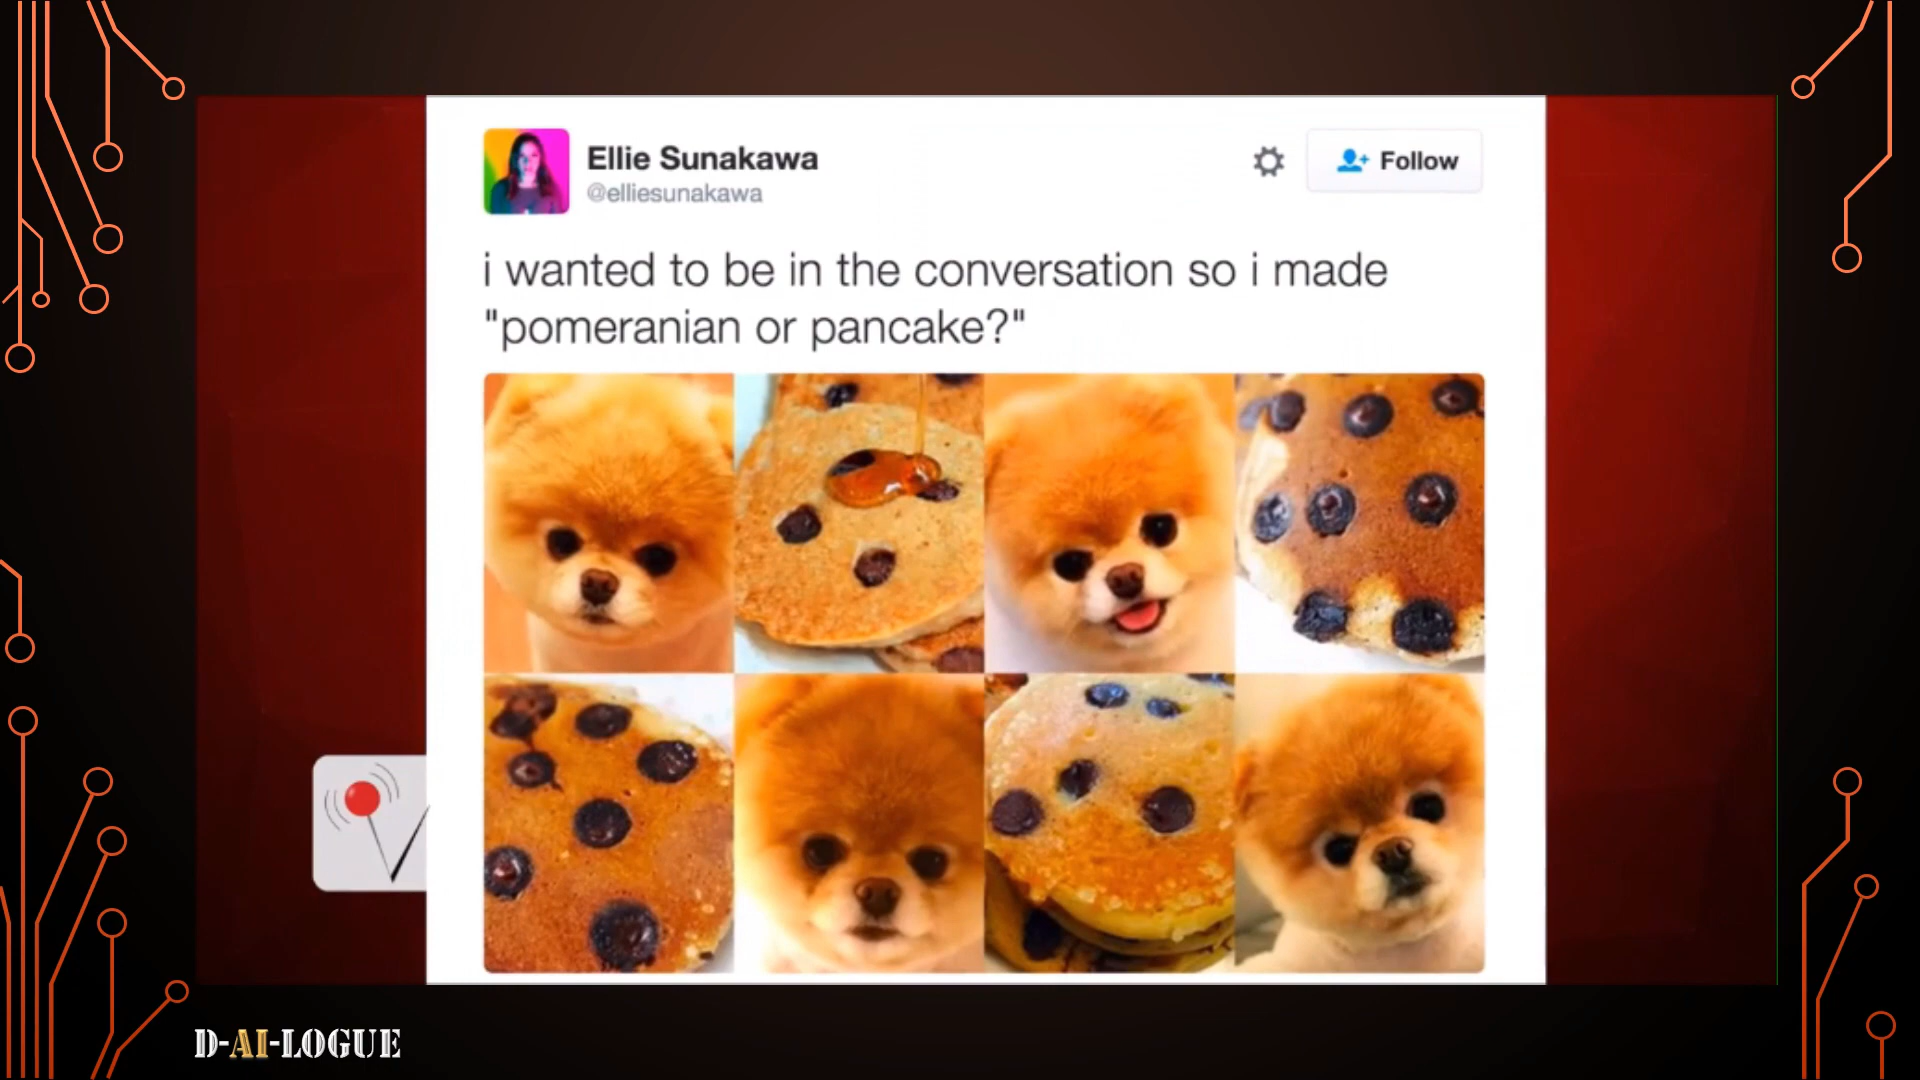 Ellie Sunakawa
@elliesunakawa
Follow
i wanted to be in the conversation so i made
"pomeranian or pancake?"
D-AI-LOGUE